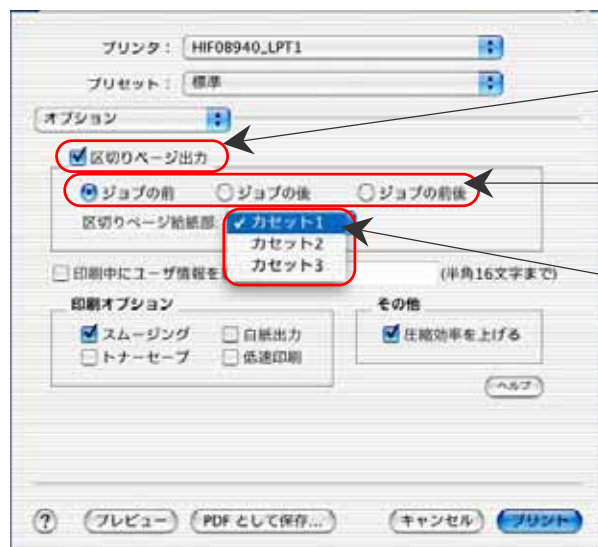 プリンタ： HIF08940_LPT1
プリセット： 標準
オプション
区切りページ出力
ジョブの前 ジョブの後 ジョブの前後
区切りページ給紙部 カセット1
カセット2
カセット3
印刷中にユーザ情報を (半角16文字まで)
印刷オプション その他
スムージング 白紙出力 圧縮効率を上げる
トナーセーブ 低速印刷
ヘルプ
? プレビュー PDF として保存... キャンセル プリント